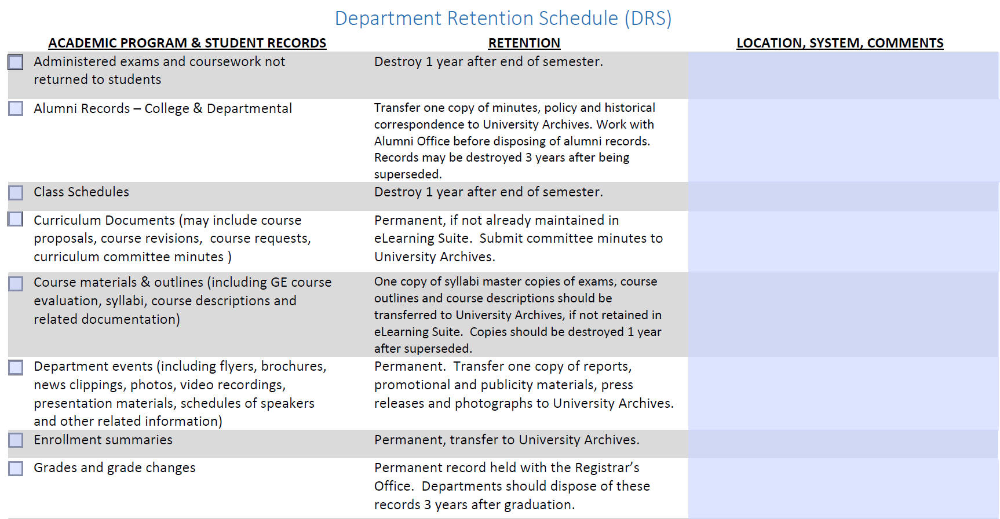 Department Retention Schedule (DRS)
ACADEMIC PROGRAM & STUDENT RECORDS RETENTION LOCATION, SYSTEM, COMMENTS
Administered exams and coursework not
returned to students
Destroy 1 year after end of semester.
Alumni Records – College & Departmental
Transfer one copy of minutes, policy and historical
correspondence to University Archives. Work with
Alumni Office before disposing of alumni records.
Records may be destroyed 3 years after being
superseded.
Class Schedules
Destroy 1 year after end of semester.
Curriculum Documents (may include course
proposals, course revisions,  course requests,
curriculum committee minutes )
Permanent, if not already maintained in
eLearning Suite.  Submit committee minutes to
University Archives.
Course materials & outlines (including GE course
evaluation, syllabi, course descriptions and
related documentation)
One copy of syllabi master copies of exams, course
outlines and course descriptions should be
transferred to University Archives, if not retained in
eLearning Suite.  Copies should be destroyed 1 year
after superseded.
Department events (including flyers, brochures,
news clippings, photos, video recordings,
presentation materials, schedules of speakers
and other related information)
Permanent.  Transfer one copy of reports,
promotional and publicity materials, press
releases and photographs to University Archives.
Enrollment summaries
Permanent, transfer to University Archives.
Grades and grade changes
Permanent record held with the Registrar’s
Office.  Departments should dispose of these
records 3 years after graduation.